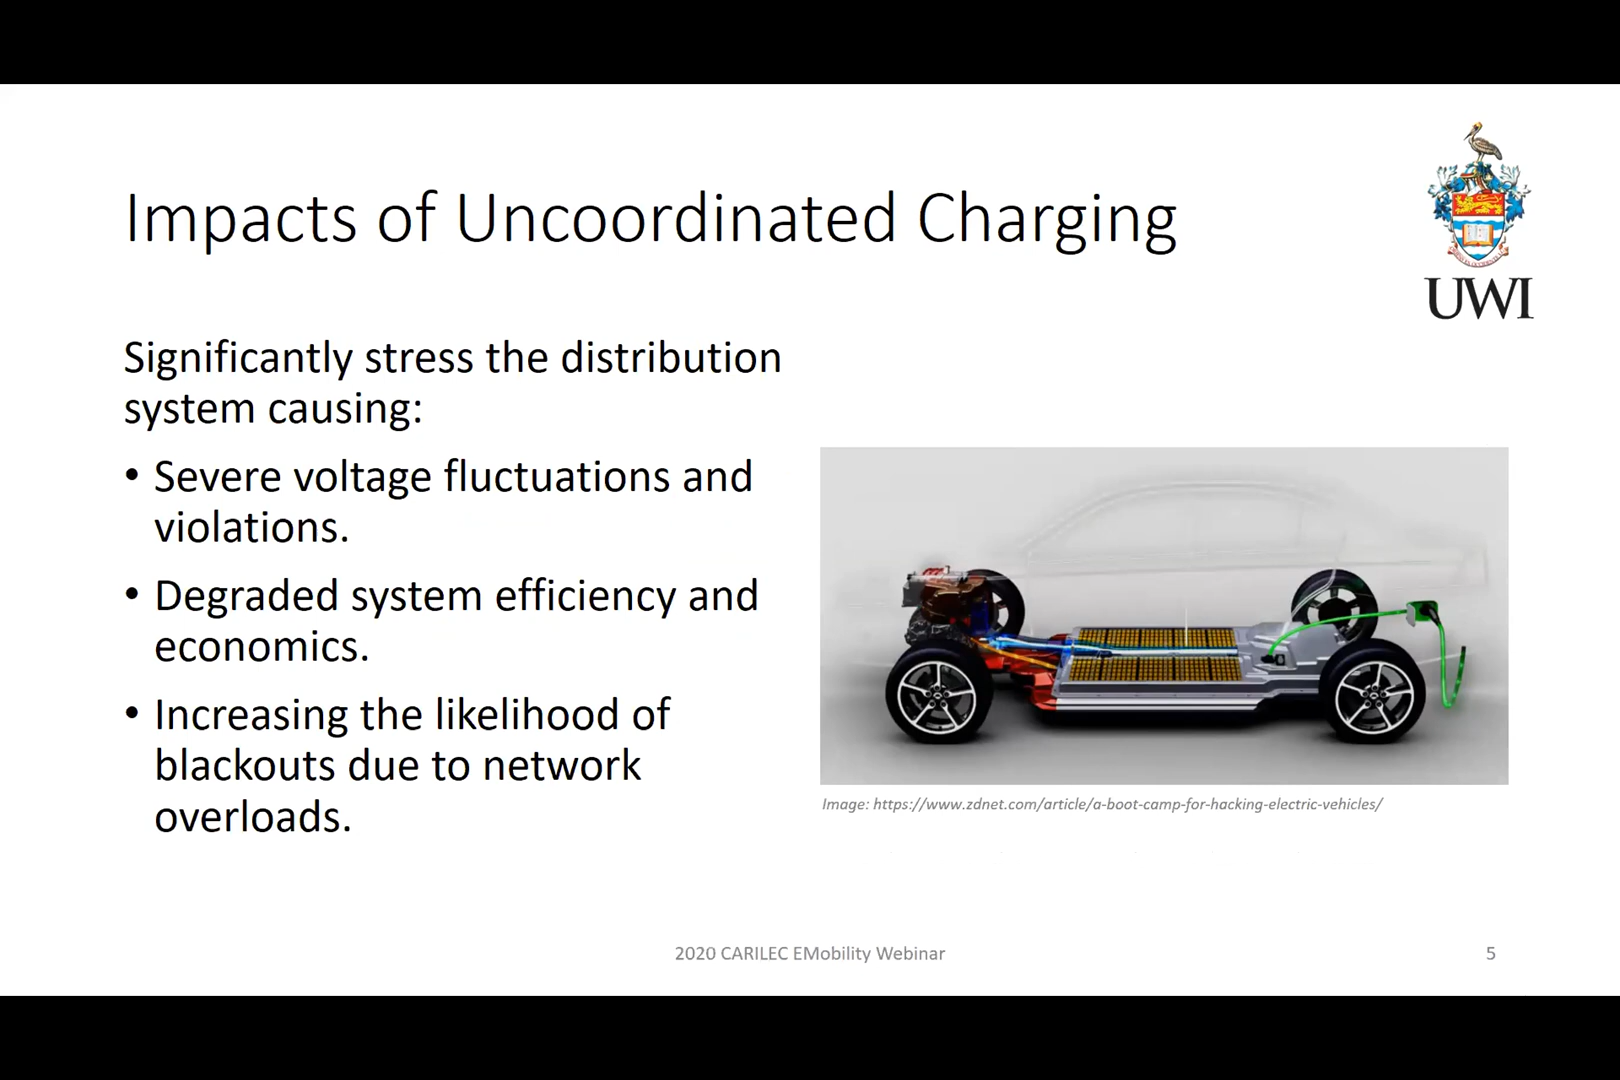 Impacts of Uncoordinated Charging
UWI
Significantly stress the distribution
system causing:
• Severe voltage fluctuations and
violations.
• Degraded system efficiency and
economics.
• Increasing the likelihood of
blackouts due to network
overloads.
Image: https://www.zdnet.com/article/a-boot-camp-for-hacking-electric-vehicles/
2020 CARILEC EMobility Webinar
5